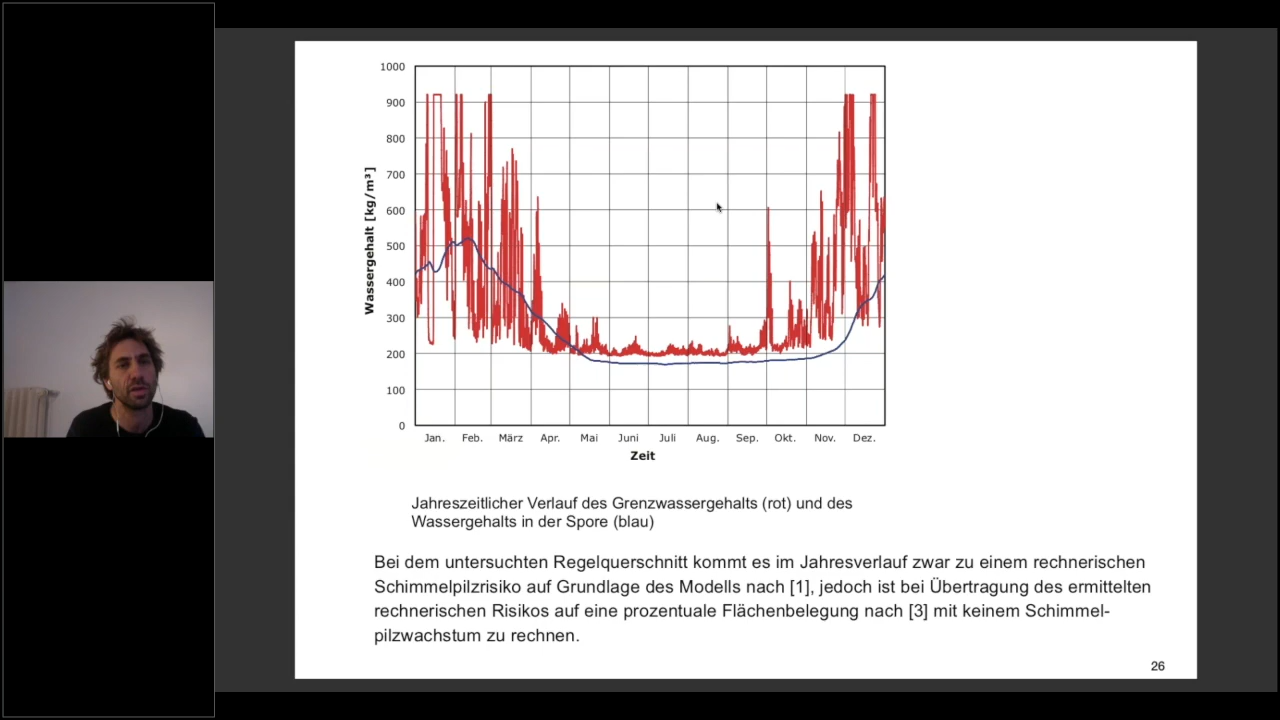 1000
900
800
700
600
500
400
300
200
100
0
Wassergehalt [kg/m³]
Jan. Feb. März Apr. Mai Juni Juli Aug. Sep. Okt. Nov. Dez.
Zeit
Jahreszeitlicher Verlauf des Grenzwassergehalts (rot) und des
Wassergehalts in der Spore (blau)
Bei dem untersuchten Regelquerschnitt kommt es im Jahresverlauf zwar zu einem rechnerischen
Schimmelpilzrisiko auf Grundlage des Modells nach [1], jedoch ist bei Übertragung des ermittelten
rechnerischen Risikos auf eine prozentuale Flächenbelegung nach [3] mit keinem Schimmel-
pilzwachstum zu rechnen.
26